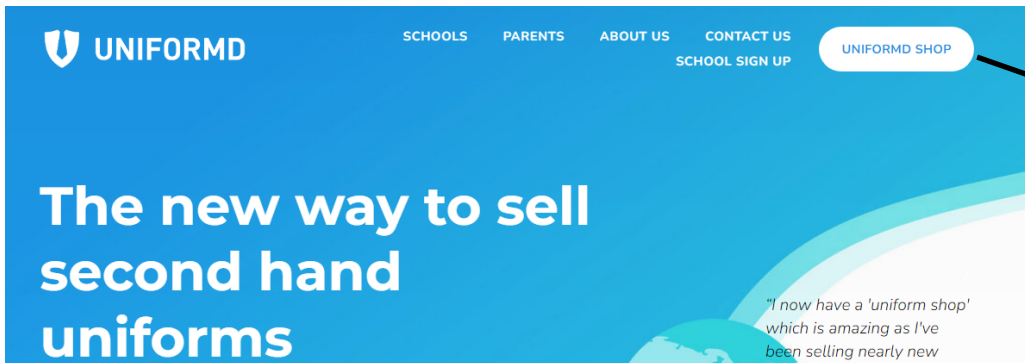 UNIFORMD
SCHOOLS PARENTS ABOUT US CONTACT US
SCHOOL SIGN UP
UNIFORMD SHOP
The new way to sell
second hand
uniforms
"I now have a 'uniform shop'
which is amazing as I've
been selling nearly new